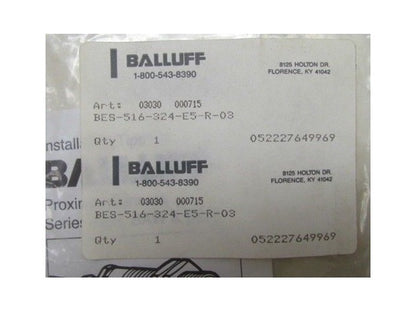 BALLUFF
1-800-543-8390
8125 HOLTON DR.
FLORENCE, KY 41042
Art: 03030 000715
BES-516-324-E5-R-03
Qty 1 052227649969
BALLUFF
1-800-543-8390
8125 HOLTON DR.
FLORENCE, KY 41042
Art: 03030 000715
BES-516-324-E5-R-03
Qty 1 052227649969
Installa
BA
Proxim
Series